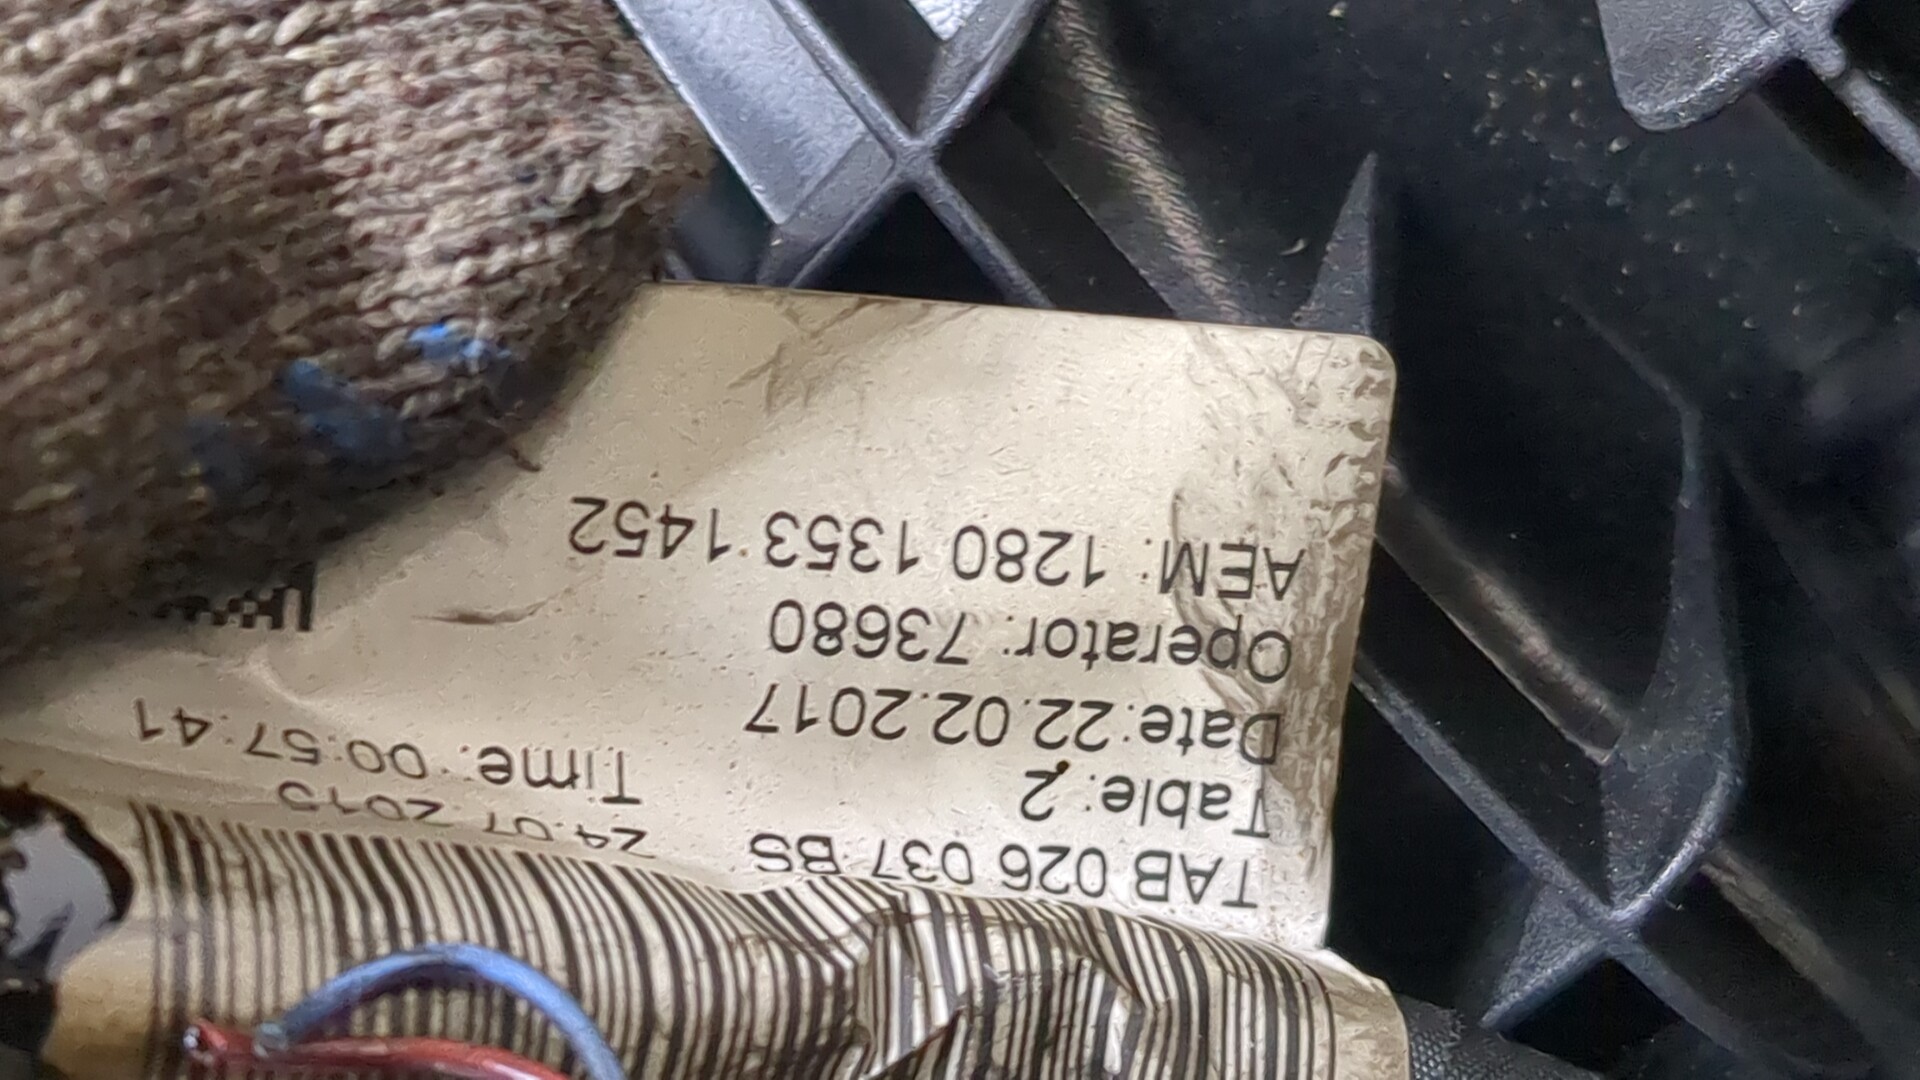 TAB 026 037 BS 24.07.2015
Table: 2
Date: 22.02.2017 Time: 00:57:41
Operator: 73680
AEM: 1280 1353 1452